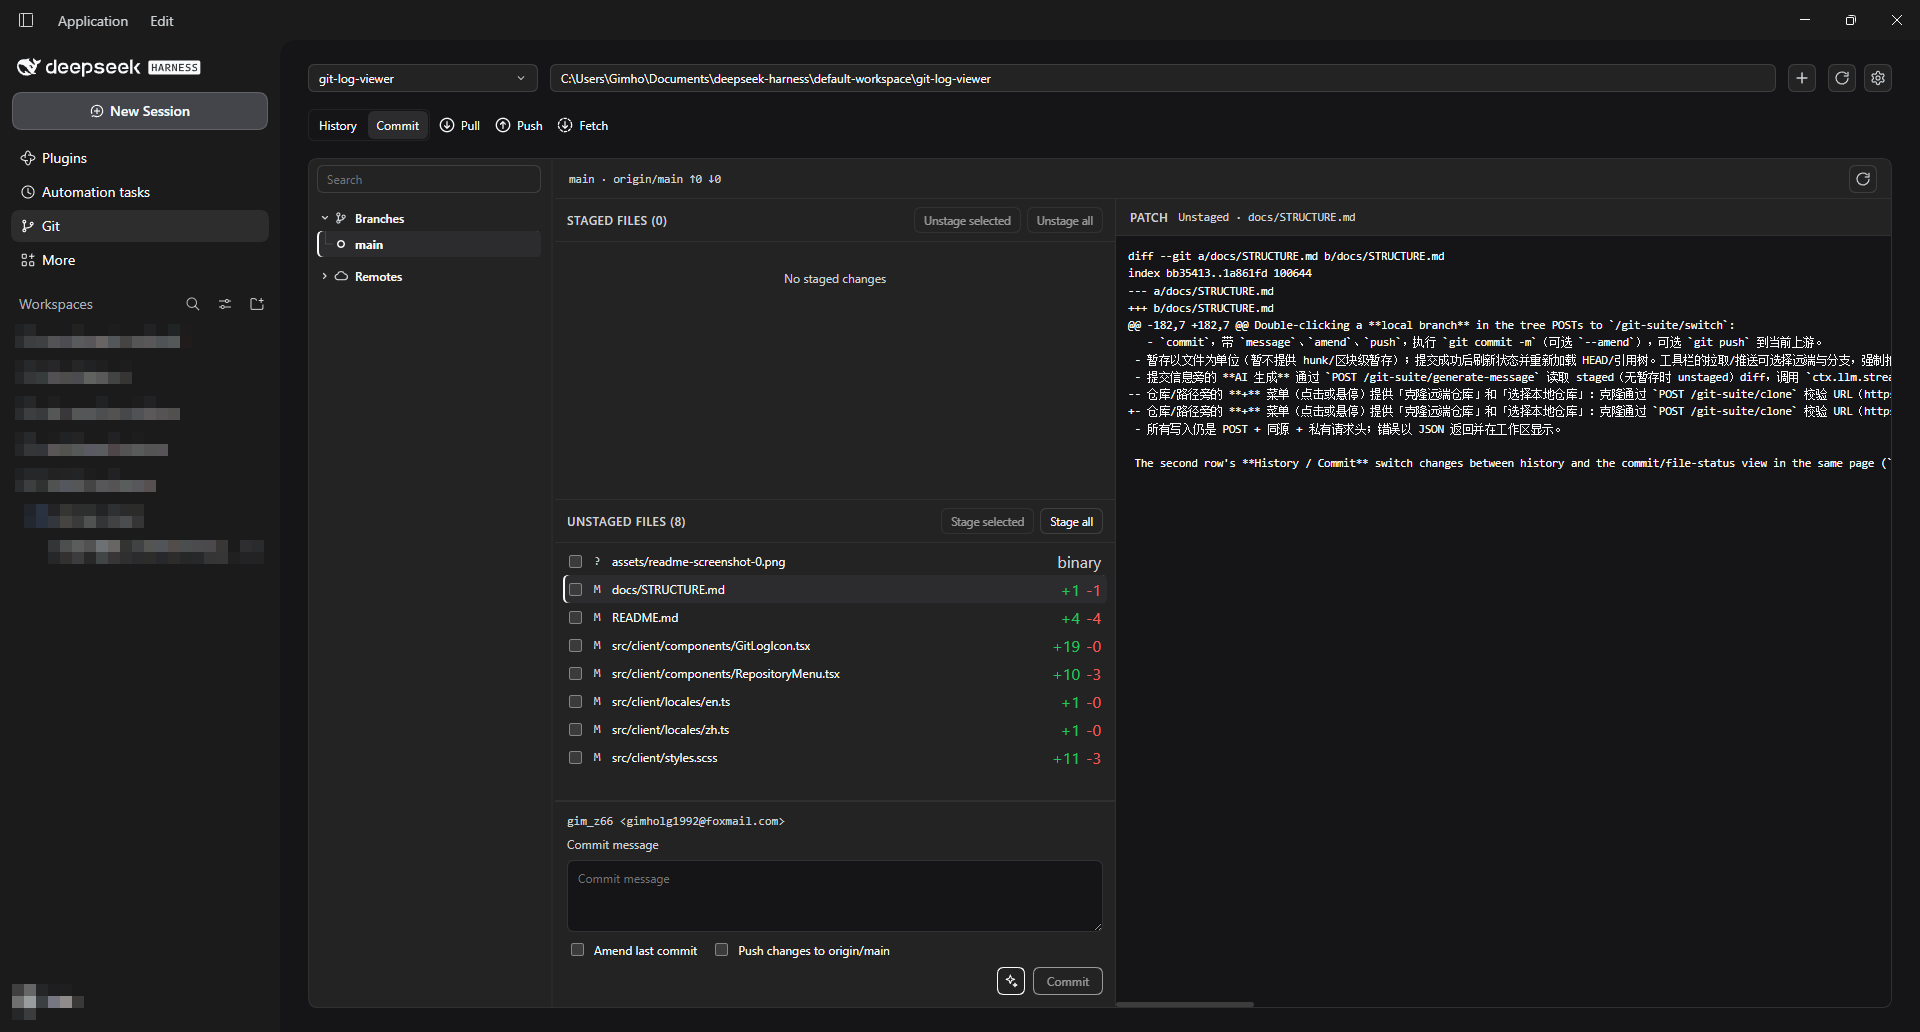 Application Edit
deepseek HARNESS
New Session
Plugins
Automation tasks
Git
More
Workspaces
git-log-viewer
C:\Users\Gimho\Documents\deepseek-harness\default-workspace\git-log-viewer
History Commit Pull Push Fetch
Search
Branches
main
Remotes
main · origin/main ↑0 ↓0
STAGED FILES (0) Unstage selected Unstage all
No staged changes
UNSTAGED FILES (8) Stage selected Stage all
? assets/readme-screenshot-0.png binary
M docs/STRUCTURE.md +1 -1
M README.md +4 -4
M src/client/components/GitLogIcon.tsx +19 -0
M src/client/components/RepositoryMenu.tsx +10 -3
M src/client/locales/en.ts +1 -0
M src/client/locales/zh.ts +1 -0
M src/client/styles.scss +11 -3
gim_z66 <gimholg1992@foxmail.com>
Commit message
Commit message
Amend last commit Push changes to origin/main
Commit
PATCH Unstaged · docs/STRUCTURE.md
diff --git a/docs/STRUCTURE.md b/docs/STRUCTURE.md
index bb35413..1a861fd 100644
--- a/docs/STRUCTURE.md
+++ b/docs/STRUCTURE.md
@@ -182,7 +182,7 @@ Double-clicking a **local branch** in the tree POSTs to `/git-suite/switch`:
- `commit`，带 `message`、`amend`、`push`，执行 `git commit -m`（可选 `--amend`），可选 `git push` 到当前上游。
- 暂存以文件为单位（暂不提供 hunk/区块级暂存）；提交成功后刷新状态并重新加载 HEAD/引用树。工具栏的拉取/推送可选择远端与分支，强制
- 提交信息旁的 **AI 生成** 通过 `POST /git-suite/generate-message` 读取 staged（无暂存时 unstaged）diff，调用 `ctx.llm.strea
-- 仓库/路径旁的 **+** 菜单（点击或悬停）提供「克隆远端仓库」和「选择本地仓库」：克隆通过 `POST /git-suite/clone` 校验 URL（http
+- 仓库/路径旁的 **+** 菜单（点击或悬停）提供「克隆远端仓库」和「选择本地仓库」：克隆通过 `POST /git-suite/clone` 校验 URL（http
- 所有写入仍是 POST + 同源 + 私有请求头；错误以 JSON 返回并在工作区显示。
The second row's **History / Commit** switch changes between history and the commit/file-status view in the same page (`